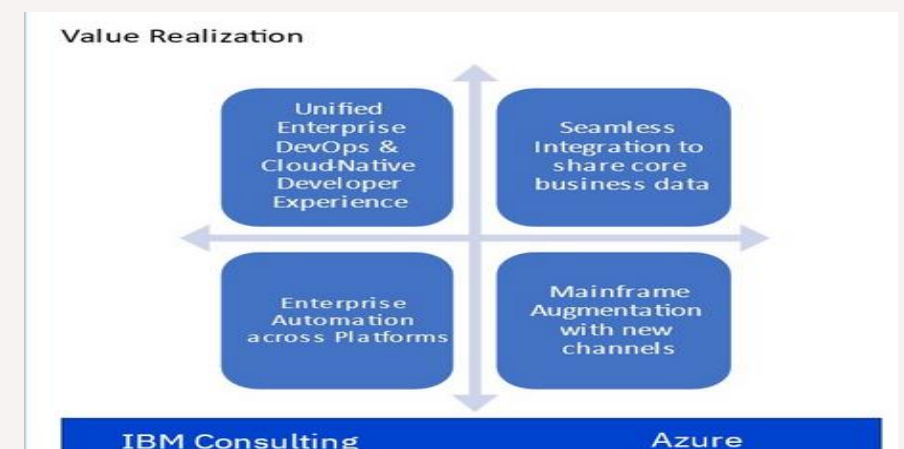 Value Realization
Unified
Enterprise
DevOps &
Cloud-Native
Developer
Experience
Seamless
Integration to
share core
business data
Enterprise
Automation
across Platforms
Mainframe
Augmentation
with new
channels
IBM Consulting
Azure